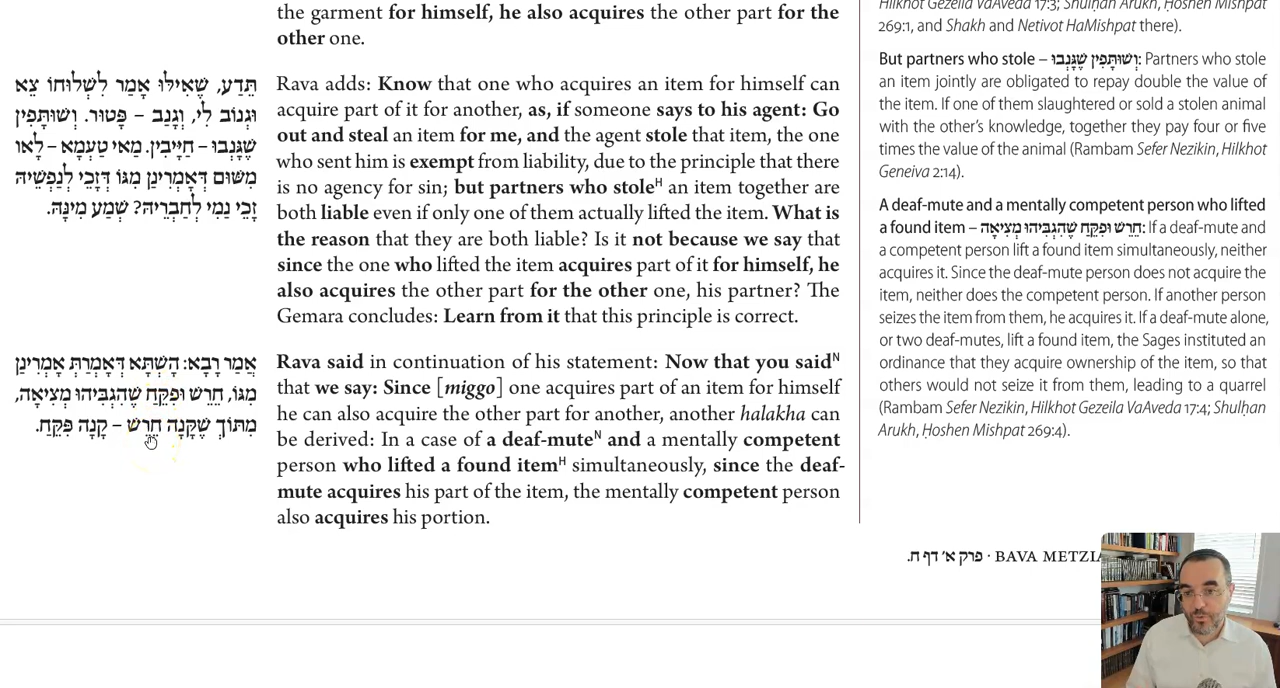 the garment for himself, he also acquires the other part for the
other one.
תֵּדַע, שֶׁאִילּוּ אָמַר לִשְׁלוּחוֹ צֵא
וּגְנוֹב לִי, וְגָנַב – פָּטוּר. וְשׁוּתָּפִין
שֶׁגָּנְבוּ – חַיָּיבִין. מַאי טַעְמָא – לָאו
מִשּׁוּם דְּאָמְרִינַן מִגּוֹ דְּזָכֵי לְנַפְשֵׁיהּ
זָכֵי נַמִי לְחַבְרֵיהּ? שְׁמַע מִינָּהּ.
Rava adds: Know that one who acquires an item for himself can
acquire part of it for another, as, if someone says to his agent: Go
out and steal an item for me, and the agent stole that item, the one
who sent him is exempt from liability, due to the principle that there
is no agency for sin; but partners who stoleH an item together are
both liable even if only one of them actually lifted the item. What is
the reason that they are both liable? Is it not because we say that
since the one who lifted the item acquires part of it for himself, he
also acquires the other part for the other one, his partner? The
Gemara concludes: Learn from it that this principle is correct.
אֲמַר רָבָא: הָשְׁתָּא דְּאָמְרַתְּ אָמְרִינַן
מִגּוֹ, חֵרֵשׁ וּפִקֵּחַ שֶׁהִגְבִּיהוּ מְצִיאָה,
מִתּוֹךְ שֶׁקָּנָה חֵרֵשׁ – קָנָה פִּקֵּחַ.
Rava said in continuation of his statement: Now that you saidN
that we say: Since [miggo] one acquires part of an item for himself
he can also acquire the other part for another, another halakha can
be derived: In a case of a deaf-muteN and a mentally competent
person who lifted a found itemH simultaneously, since the deaf-
mute acquires his part of the item, the mentally competent person
also acquires his portion.
Hilkhot Gezeila VaAveda 17:3; Shulḥan Arukh, Ḥoshen Mishpat
269:1, and Shakh and Netivot HaMishpat there).
But partners who stole – וְשׁוּתָּפִין שֶׁגָּנְבוּ: Partners who stole
an item jointly are obligated to repay double the value of
the item. If one of them slaughtered or sold a stolen animal
with the other's knowledge, together they pay four or five
times the value of the animal (Rambam Sefer Nezikin, Hilkhot
Geneiva 2:14).
A deaf-mute and a mentally competent person who lifted
a found item – חֵרֵשׁ וּפִקֵּחַ שֶׁהִגְבִּיהוּ מְצִיאָה: If a deaf-mute and
a competent person lift a found item simultaneously, neither
acquires it. Since the deaf-mute person does not acquire the
item, neither does the competent person. If another person
seizes the item from them, he acquires it. If a deaf-mute alone,
or two deaf-mutes, lift a found item, the Sages instituted an
ordinance that they acquire ownership of the item, so that
others would not seize it from them, leading to a quarrel
(Rambam Sefer Nezikin, Hilkhot Gezeila VaAveda 17:4; Shulḥan
Arukh, Ḥoshen Mishpat 269:4).
פרק א׳ דף ח. · BAVA METZIA